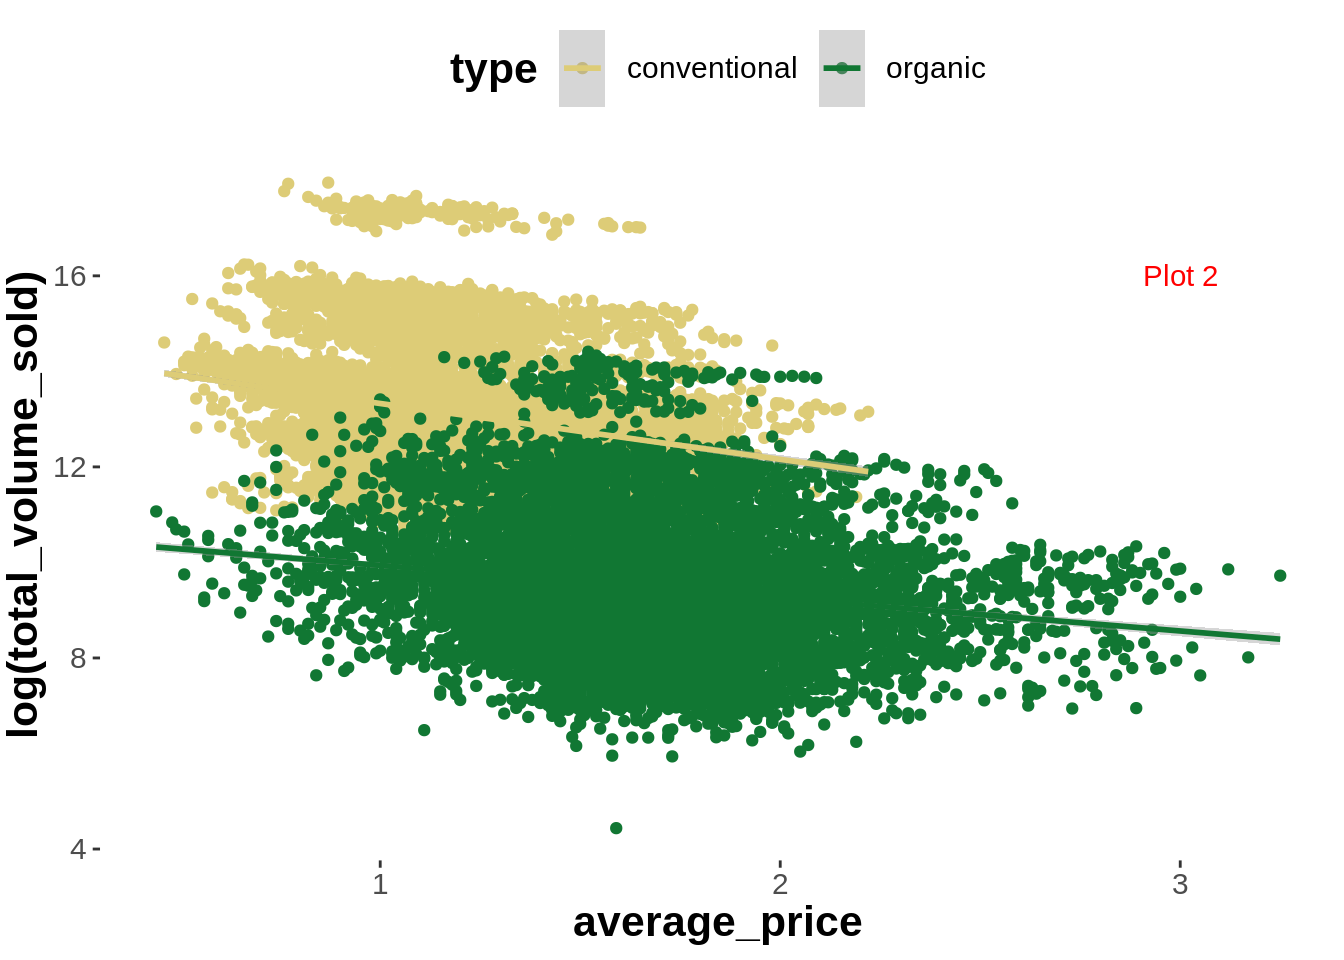 type conventional organic
Plot 2
log(total_volume_sold)
16
12
8
4
1 2 3
average_price